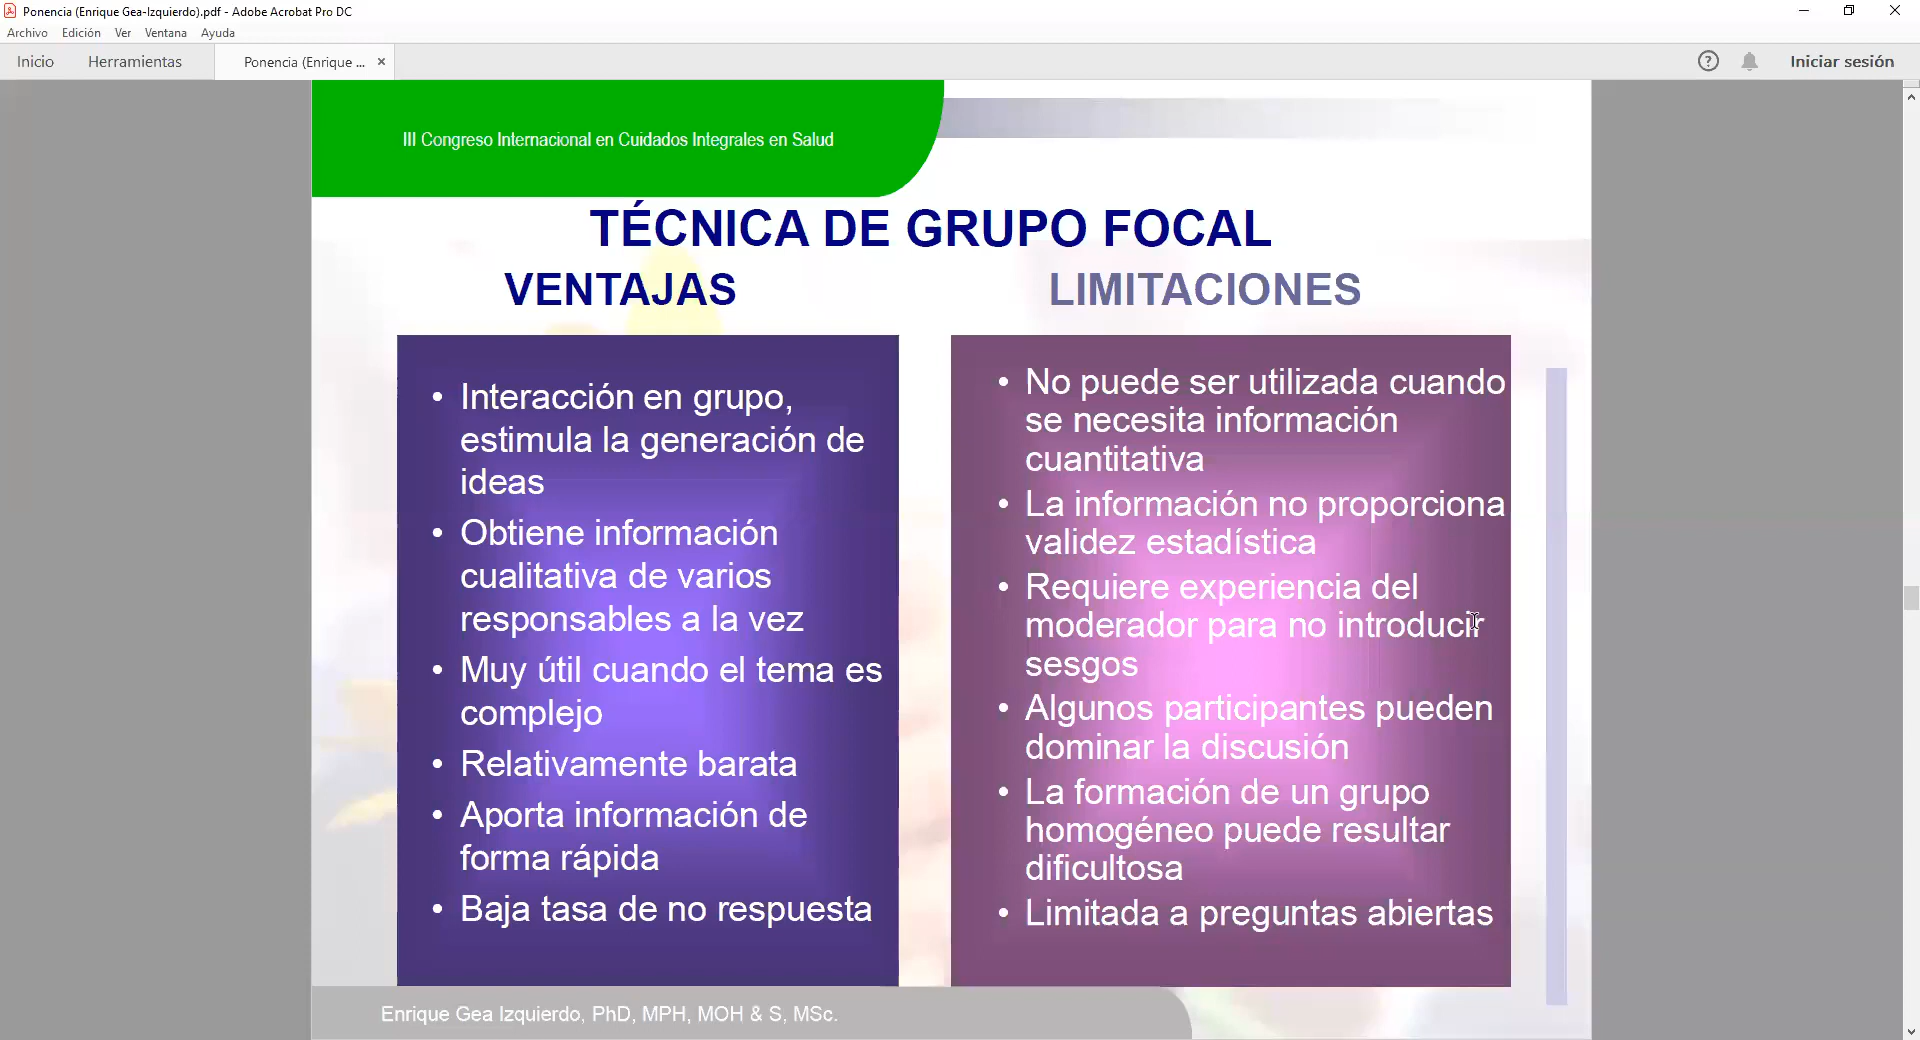 Ponencia (Enrique Gea-Izquierdo).pdf - Adobe Acrobat Pro DC
Archivo Edición Ver Ventana Ayuda
Inicio Herramientas Ponencia (Enrique ... × ? Iniciar sesión
III Congreso Internacional en Cuidados Integrales en Salud
TÉCNICA DE GRUPO FOCAL
VENTAJAS
• Interacción en grupo,
estimula la generación de
ideas
• Obtiene información
cualitativa de varios
responsables a la vez
• Muy útil cuando el tema es
complejo
• Relativamente barata
• Aporta información de
forma rápida
• Baja tasa de no respuesta
LIMITACIONES
• No puede ser utilizada cuando
se necesita información
cuantitativa
• La información no proporciona
validez estadística
• Requiere experiencia del
moderador para no introducir
sesgos
• Algunos participantes pueden
dominar la discusión
• La formación de un grupo
homogéneo puede resultar
dificultosa
• Limitada a preguntas abiertas
Enrique Gea Izquierdo, PhD, MPH, MOH & S, MSc.